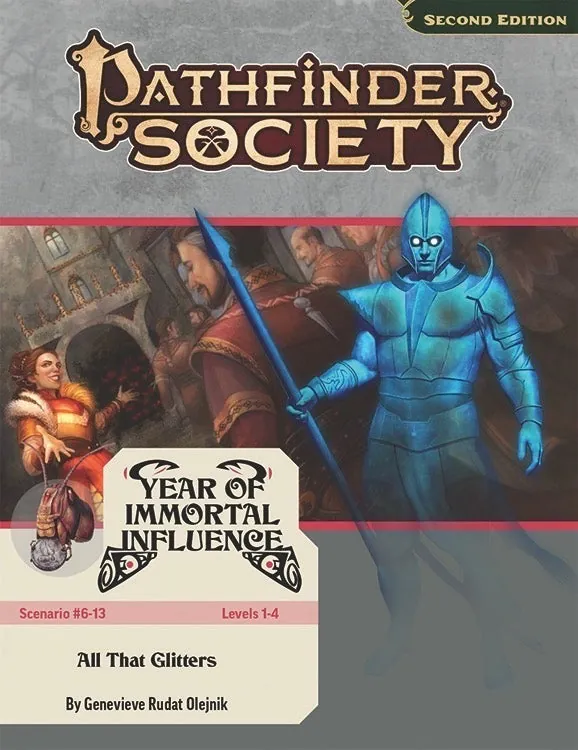 SECOND EDITION
PATHFINDER
SOCIETY
YEAR OF
IMMORTAL
INFLUENCE
Scenario #6-13 Levels 1-4
All That Glitters
By Genevieve Rudat Olejnik